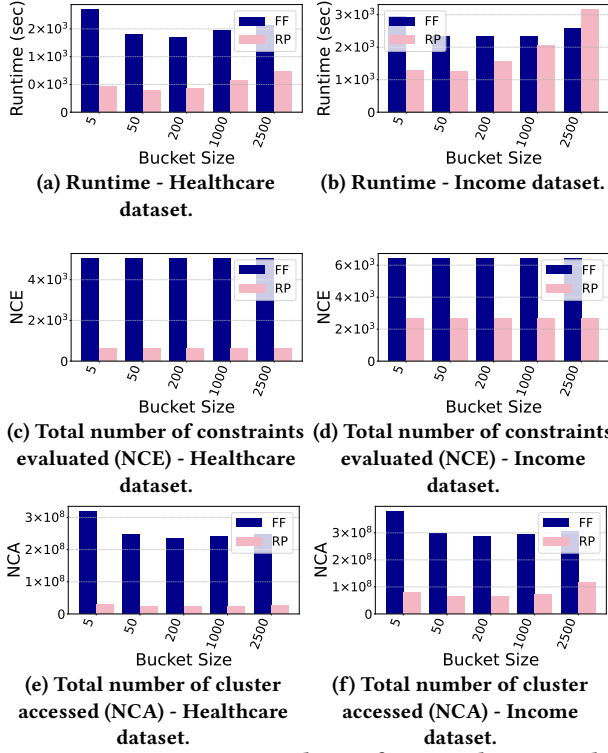 Runtime (sec)
2×10³
2×10³
0×10³
0
5
50
200
1000
2500
FF
RP
Bucket Size
(a) Runtime - Healthcare
dataset.
Runtime (sec)
3×10³
2×10³
1×10³
0
5
50
200
1000
2500
FF
RP
Bucket Size
(b) Runtime - Income dataset.
NCE
4×10³
2×10³
0
5
50
200
1000
2500
FF
RP
Bucket Size
(c) Total number of constraints
evaluated (NCE) - Healthcare
dataset.
NCE
6×10³
4×10³
2×10³
0
5
50
200
1000
2500
FF
RP
Bucket Size
(d) Total number of constraints
evaluated (NCE) - Income
dataset.
NCA
3×10⁸
2×10⁸
1×10⁸
0
5
50
200
1000
2500
FF
RP
Bucket Size
(e) Total number of cluster
accessed (NCA) - Healthcare
dataset.
NCA
3×10⁸
2×10⁸
1×10⁸
0
5
50
200
1000
2500
FF
RP
Bucket Size
(f) Total number of cluster
accessed (NCA) - Income
dataset.